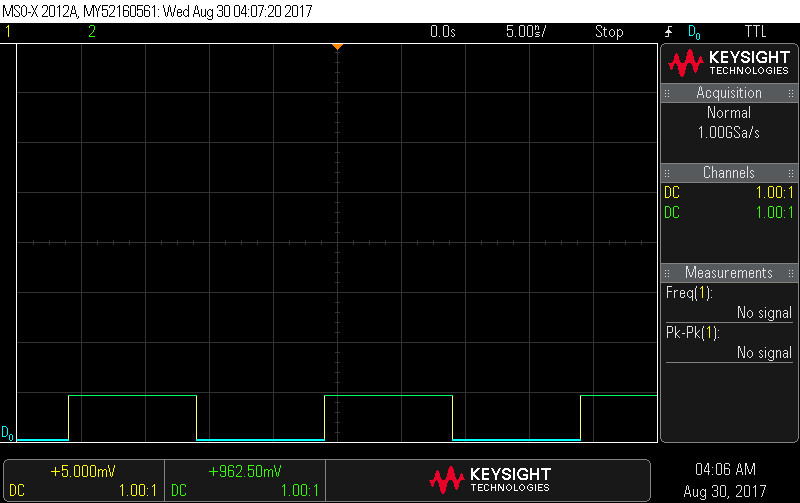 MSO-X 2012A, MY52160561: Wed Aug 30 04:07:20 2017
1 2 0.0s 5.00ns/ Stop D0 TTL
KEYSIGHT
TECHNOLOGIES
Acquisition
Normal
1.00GSa/s
Channels
DC 1.00:1
DC 1.00:1
Measurements
Freq(1):
No signal
Pk-Pk(1):
No signal
D0
+5.000mV
DC 1.00:1
+962.50mV
DC 1.00:1
KEYSIGHT
TECHNOLOGIES
04:06 AM
Aug 30, 2017